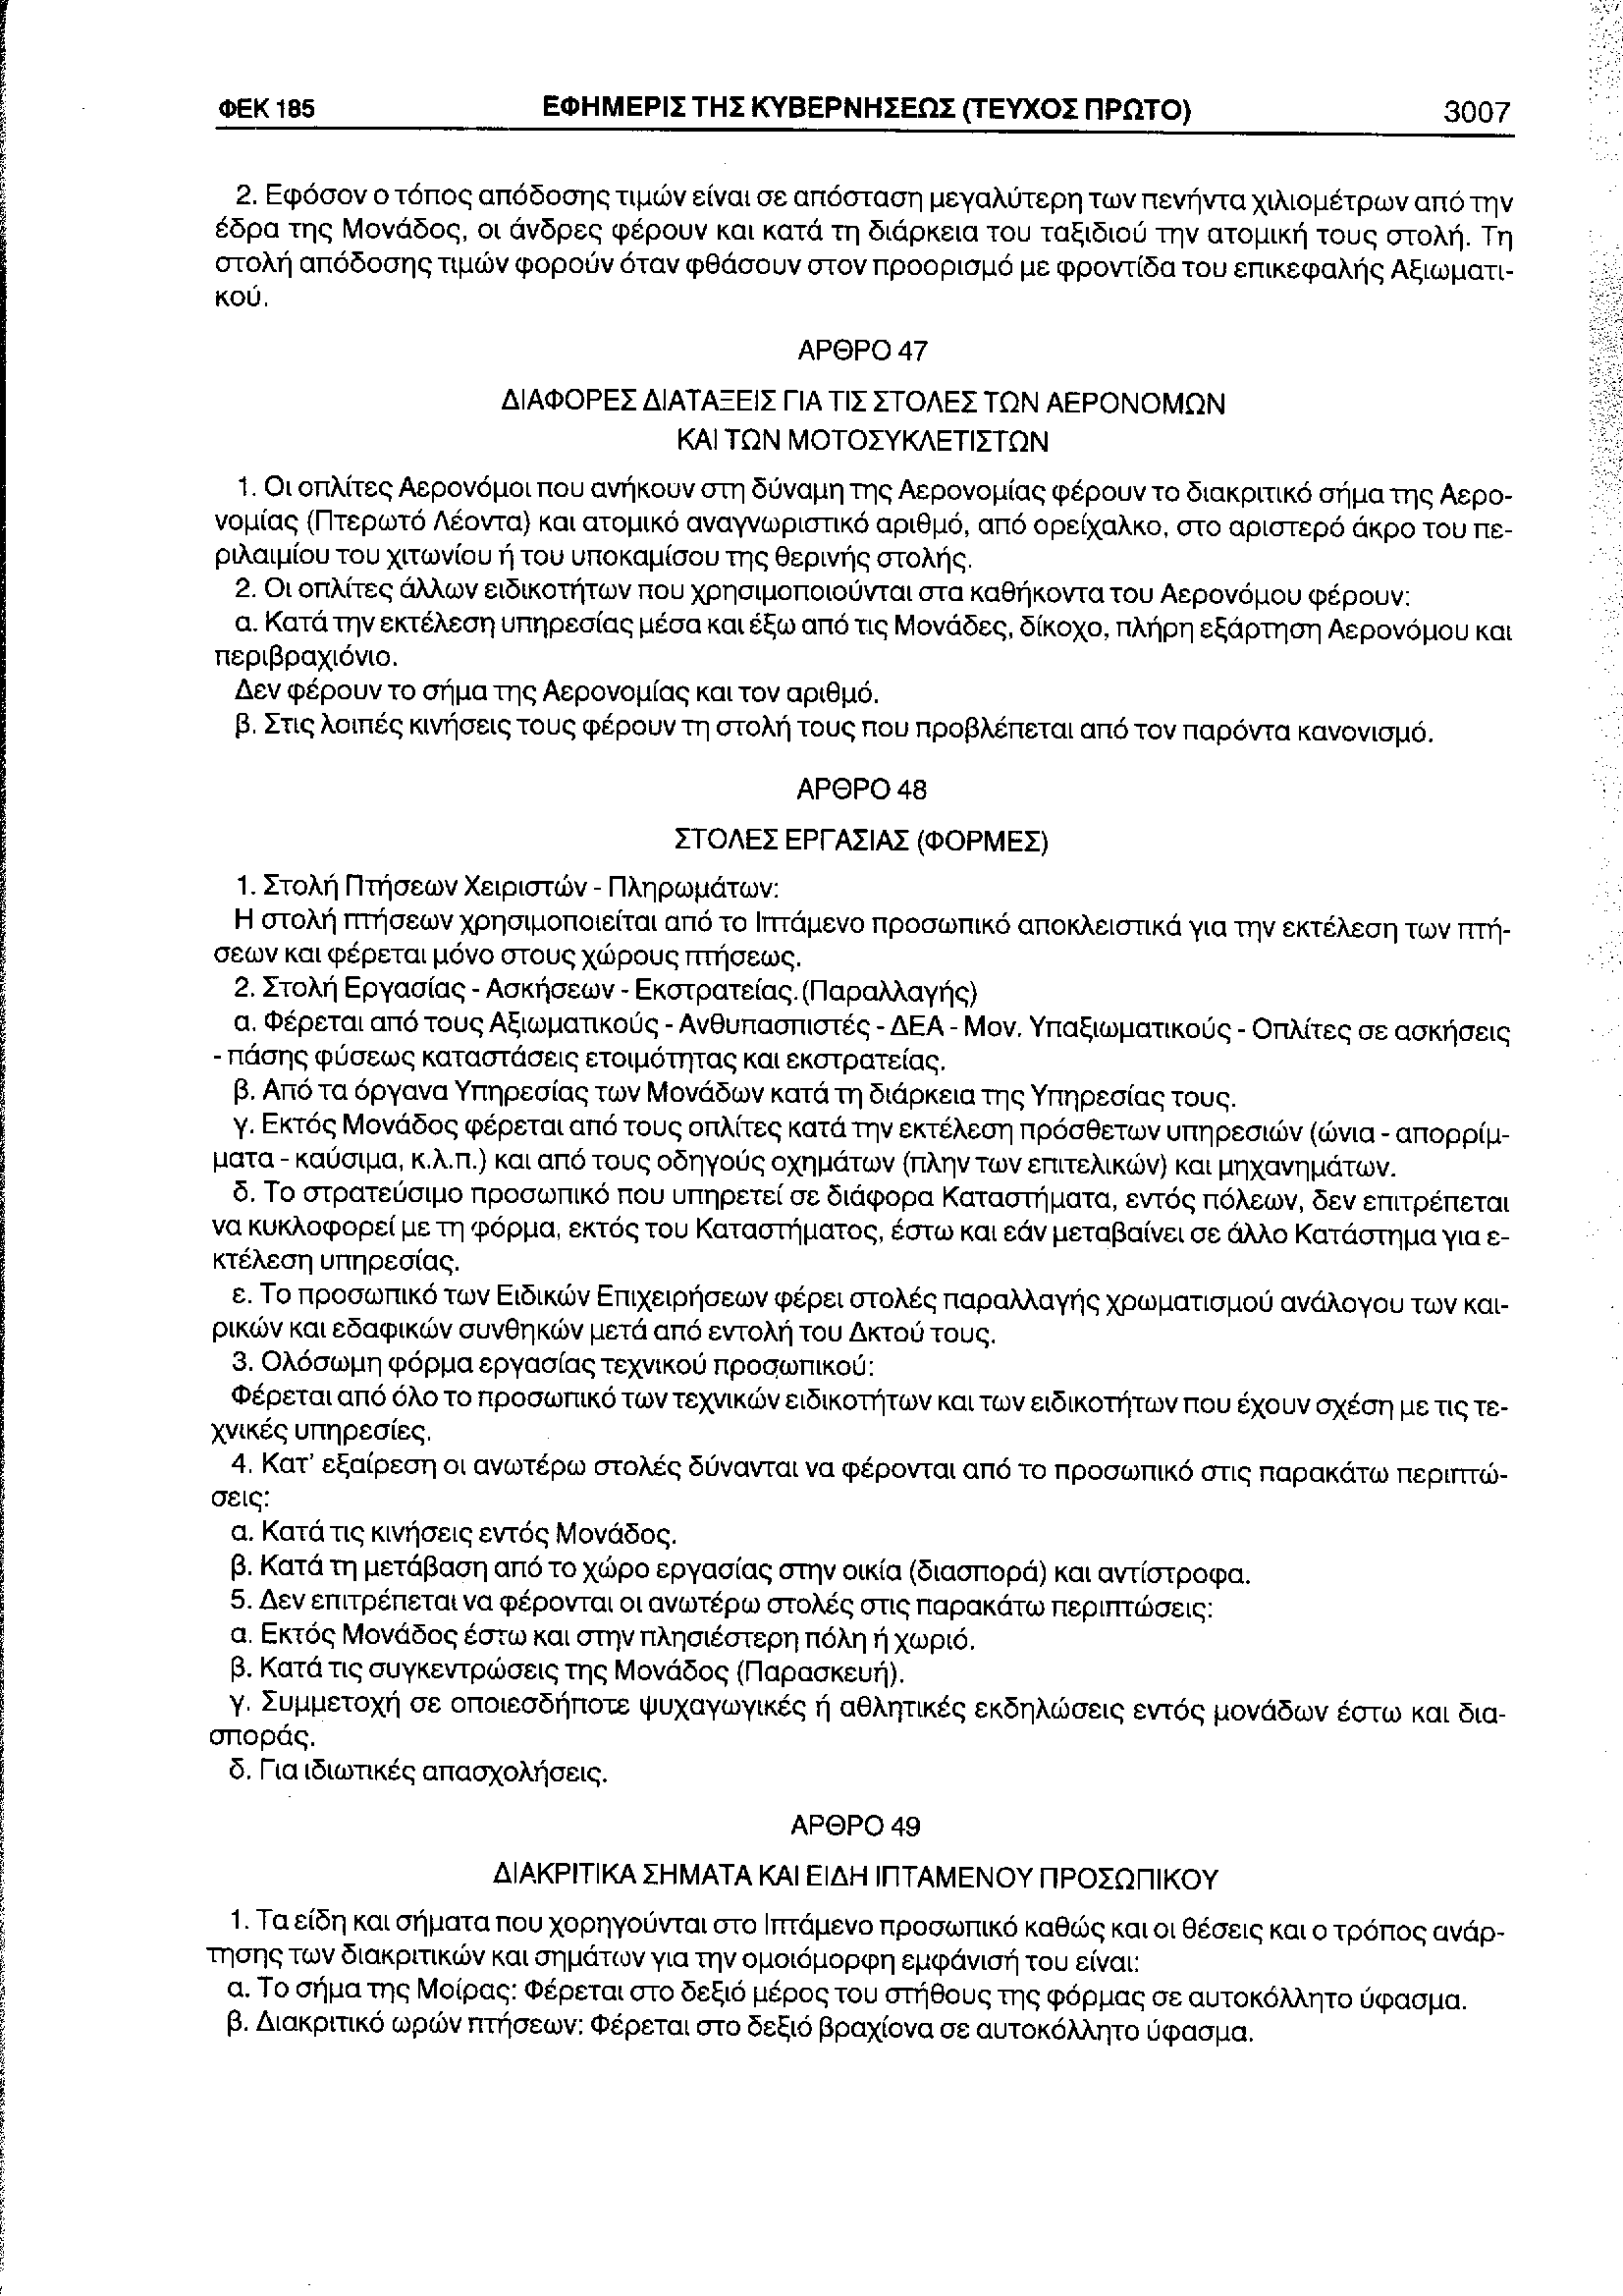 ΦΕΚ 185 ΕΦΗΜΕΡΙΣ ΤΗΣ ΚΥΒΕΡΝΗΣΕΩΣ (ΤΕΥΧΟΣ ΠΡΩΤΟ) 3007
2. Εφόσον ο τόπος απόδοσης τιμών είναι σε απόσταση μεγαλύτερη των πενήντα χιλιομέτρων από την
έδρα της Μονάδος, οι άνδρες φέρουν και κατά τη διάρκεια του ταξιδιού την ατομική τους στολή. Τη
στολή απόδοσης τιμών φορούν όταν φθάσουν στον προορισμό με φροντίδα του επικεφαλής Αξιωματι-
κού.
ΑΡΘΡΟ 47
ΔΙΑΦΟΡΕΣ ΔΙΑΤΑΞΕΙΣ ΓΙΑ ΤΙΣ ΣΤΟΛΕΣ ΤΩΝ ΑΕΡΟΝΟΜΩΝ
ΚΑΙ ΤΩΝ ΜΟΤΟΣΥΚΛΕΤΙΣΤΩΝ
1. Οι οπλίτες Αερονόμοι που ανήκουν στη δύναμη της Αερονομίας φέρουν το διακριτικό σήμα της Αερο-
νομίας (Πτερωτό Λέοντα) και ατομικό αναγνωριστικό αριθμό, από ορείχαλκο, στο αριστερό άκρο του πε-
ριλαιμίου του χιτωνίου ή του υποκαμίσου της θερινής στολής.
2. Οι οπλίτες άλλων ειδικοτήτων που χρησιμοποιούνται στα καθήκοντα του Αερονόμου φέρουν:
α. Κατά την εκτέλεση υπηρεσίας μέσα και έξω από τις Μονάδες, δίκοχο, πλήρη εξάρτηση Αερονόμου και
περιβραχιόνιο.
Δεν φέρουν το σήμα της Αερονομίας και τον αριθμό.
β. Στις λοιπές κινήσεις τους φέρουν τη στολή τους που προβλέπεται από τον παρόντα κανονισμό.
ΑΡΘΡΟ 48
ΣΤΟΛΕΣ ΕΡΓΑΣΙΑΣ (ΦΟΡΜΕΣ)
1. Στολή Πτήσεων Χειριστών - Πληρωμάτων:
Η στολή πτήσεων χρησιμοποιείται από το Ιπτάμενο προσωπικό αποκλειστικά για την εκτέλεση των πτή-
σεων και φέρεται μόνο στους χώρους πτήσεως.
2. Στολή Εργασίας - Ασκήσεων - Εκστρατείας. (Παραλλαγής)
α. Φέρεται από τους Αξιωματικούς - Ανθυπασπιστές - ΔΕΑ - Μον. Υπαξιωματικούς - Οπλίτες σε ασκήσεις
- πάσης φύσεως καταστάσεις ετοιμότητας και εκστρατείας.
β. Από τα όργανα Υπηρεσίας των Μονάδων κατά τη διάρκεια της Υπηρεσίας τους.
γ. Εκτός Μονάδος φέρεται από τους οπλίτες κατά την εκτέλεση πρόσθετων υπηρεσιών (ώνια - απορρίμ-
ματα - καύσιμα, κ.λ.π.) και από τους οδηγούς οχημάτων (πλην των επιτελικών) και μηχανημάτων.
δ. Το στρατεύσιμο προσωπικό που υπηρετεί σε διάφορα Καταστήματα, εντός πόλεων, δεν επιτρέπεται
να κυκλοφορεί με τη φόρμα, εκτός του Καταστήματος, έστω και εάν μεταβαίνει σε άλλο Κατάστημα για ε-
κτέλεση υπηρεσίας.
ε. Το προσωπικό των Ειδικών Επιχειρήσεων φέρει στολές παραλλαγής χρωματισμού ανάλογου των και-
ρικών και εδαφικών συνθηκών μετά από εντολή του Δκτού τους.
3. Ολόσωμη φόρμα εργασίας τεχνικού προσωπικού:
Φέρεται από όλο το προσωπικό των τεχνικών ειδικοτήτων και των ειδικοτήτων που έχουν σχέση με τις τε-
χνικές υπηρεσίες.
4. Κατ' εξαίρεση οι ανωτέρω στολές δύνανται να φέρονται από το προσωπικό στις παρακάτω περιπτώ-
σεις:
α. Κατά τις κινήσεις εντός Μονάδος.
β. Κατά τη μετάβαση από το χώρο εργασίας στην οικία (διασπορά) και αντίστροφα.
5. Δεν επιτρέπεται να φέρονται οι ανωτέρω στολές στις παρακάτω περιπτώσεις:
α. Εκτός Μονάδος έστω και στην πλησιέστερη πόλη ή χωριό.
β. Κατά τις συγκεντρώσεις της Μονάδος (Παρασκευή).
γ. Συμμετοχή σε οποιεσδήποτε ψυχαγωγικές ή αθλητικές εκδηλώσεις εντός μονάδων έστω και δια-
σποράς.
δ. Για ιδιωτικές απασχολήσεις.
ΑΡΘΡΟ 49
ΔΙΑΚΡΙΤΙΚΑ ΣΗΜΑΤΑ ΚΑΙ ΕΙΔΗ ΙΠΤΑΜΕΝΟΥ ΠΡΟΣΩΠΙΚΟΥ
1. Τα είδη και σήματα που χορηγούνται στο Ιπτάμενο προσωπικό καθώς και οι θέσεις και ο τρόπος ανάρ-
τησης των διακριτικών και σημάτων για την ομοιόμορφη εμφάνισή του είναι:
α. Το σήμα της Μοίρας: Φέρεται στο δεξιό μέρος του στήθους της φόρμας σε αυτοκόλλητο ύφασμα.
β. Διακριτικό ωρών πτήσεων: Φέρεται στο δεξιό βραχίονα σε αυτοκόλλητο ύφασμα.